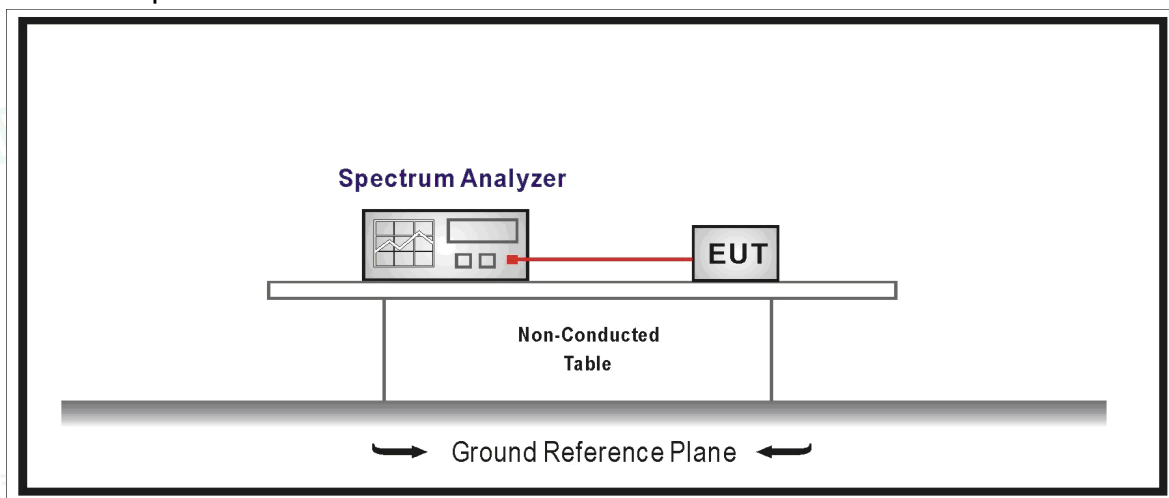 Spectrum Analyzer
EUT
Non-Conducted
Table
Ground Reference Plane